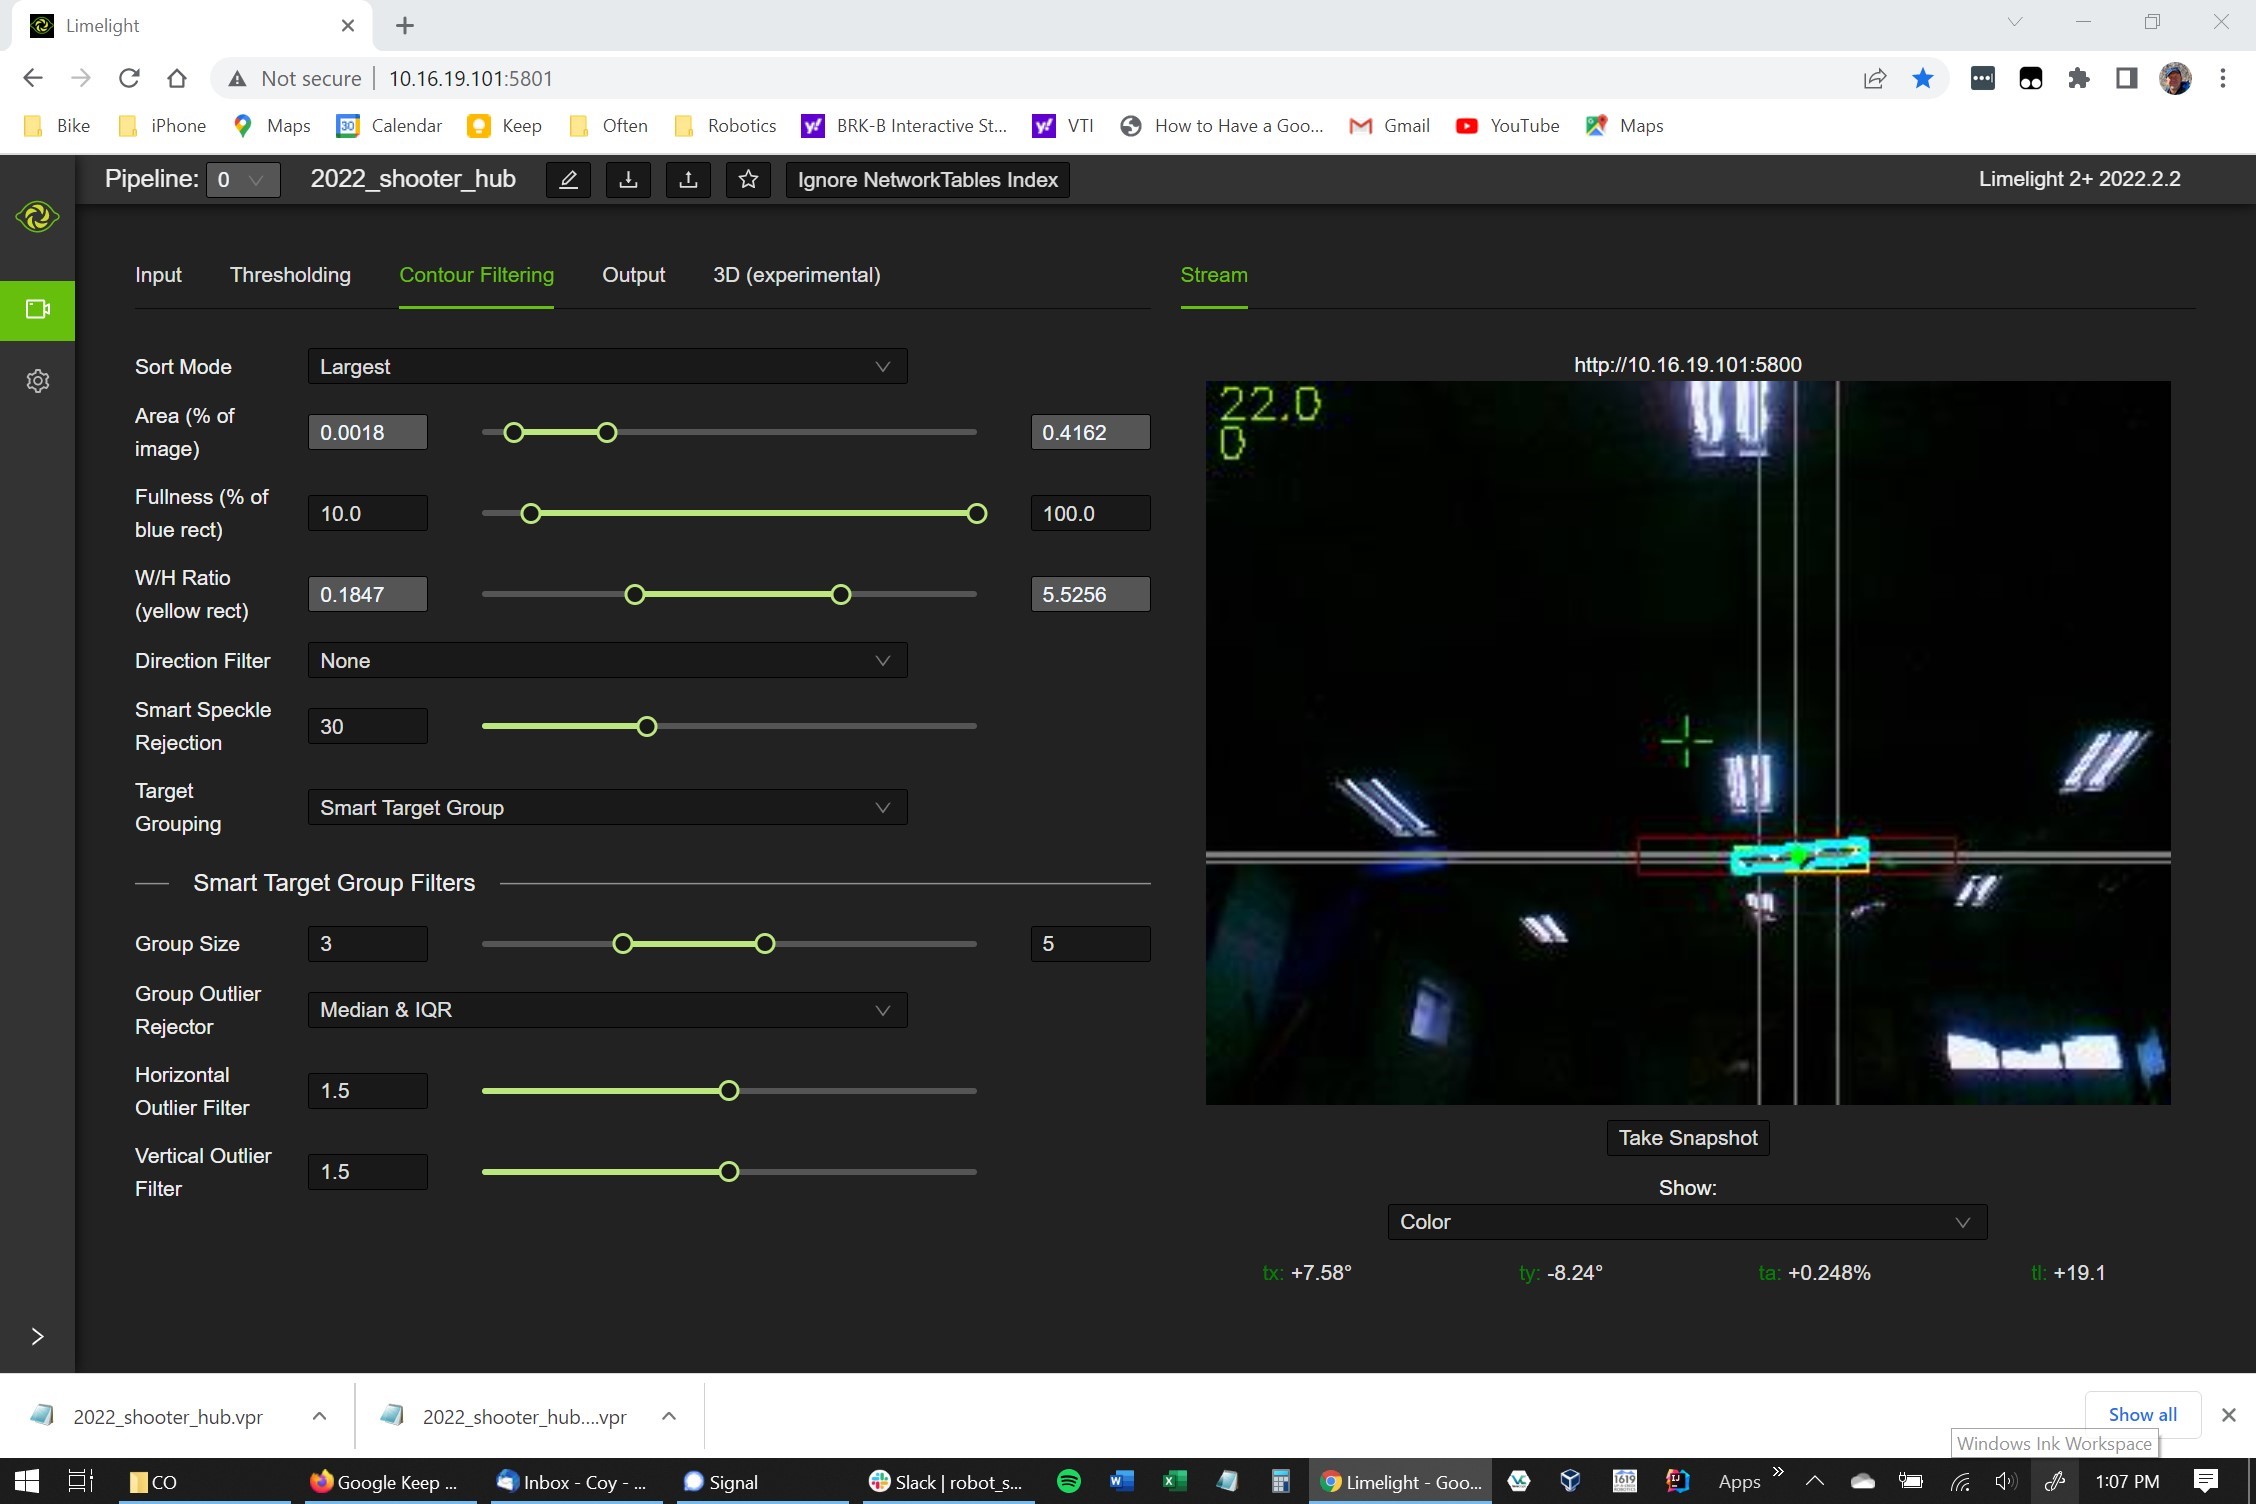 Limelight
Not secure
10.16.19.101:5801
Bike
iPhone
Maps
30
Calendar
Keep
Often
Robotics
y!
BRK-B Interactive St...
y!
VTI
How to Have a Goo...
Gmail
YouTube
Maps
Pipeline:
0
2022_shooter_hub
Ignore NetworkTables Index
Limelight 2+ 2022.2.2
Input
Thresholding
Contour Filtering
Output
3D (experimental)
Stream
Sort Mode
Largest
Area (% of
image)
0.0018
0.4162
Fullness (% of
blue rect)
10.0
100.0
W/H Ratio
(yellow rect)
0.1847
5.5256
Direction Filter
None
Smart Speckle
Rejection
30
Target
Grouping
Smart Target Group
Smart Target Group Filters
Group Size
3
5
Group Outlier
Rejector
Median & IQR
Horizontal
Outlier Filter
1.5
Vertical Outlier
Filter
1.5
http://10.16.19.101:5800
22.0
0
Take Snapshot
Show:
Color
tx: +7.58°
ty: -8.24°
ta: +0.248%
tl: +19.1
2022_shooter_hub.vpr
2022_shooter_hub....vpr
Show all
Windows Ink Workspace
CO
Google Keep ...
Inbox - Coy - ...
Signal
Slack | robot_s...
Limelight - Goo...
1619
Apps
1:07 PM